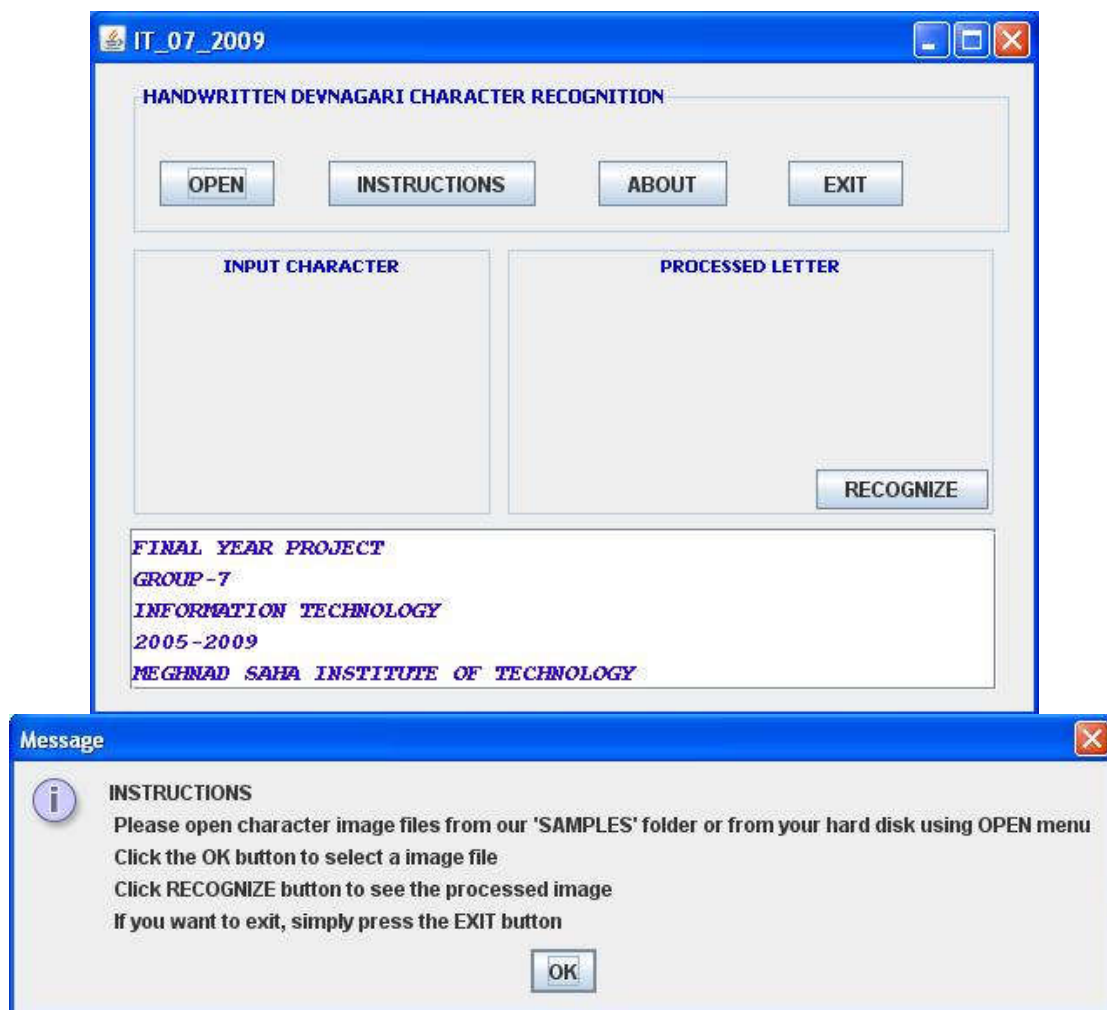 IT_07_2009
HANDWRITTEN DEVNAGARI CHARACTER RECOGNITION
OPEN INSTRUCTIONS ABOUT EXIT
INPUT CHARACTER PROCESSED LETTER
RECOGNIZE
FINAL YEAR PROJECT
GROUP-7
INFORMATION TECHNOLOGY
2005-2009
MEGHNAD SAHA INSTITUTE OF TECHNOLOGY
Message
INSTRUCTIONS
Please open character image files from our 'SAMPLES' folder or from your hard disk using OPEN menu
Click the OK button to select a image file
Click RECOGNIZE button to see the processed image
If you want to exit, simply press the EXIT button
OK